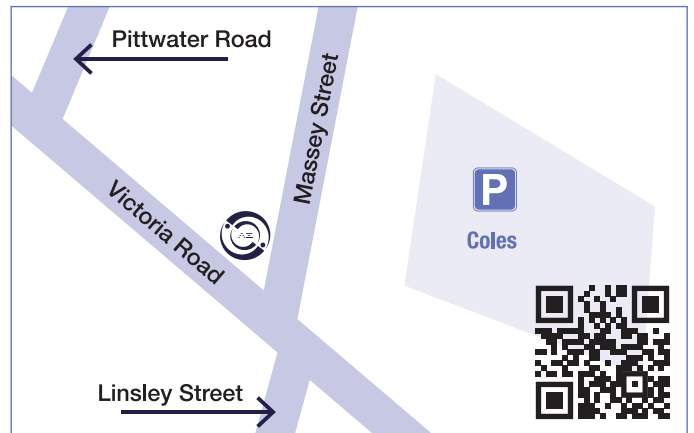 Pittwater Road
Massey Street
Victoria Road
P
Coles
Linsley Street